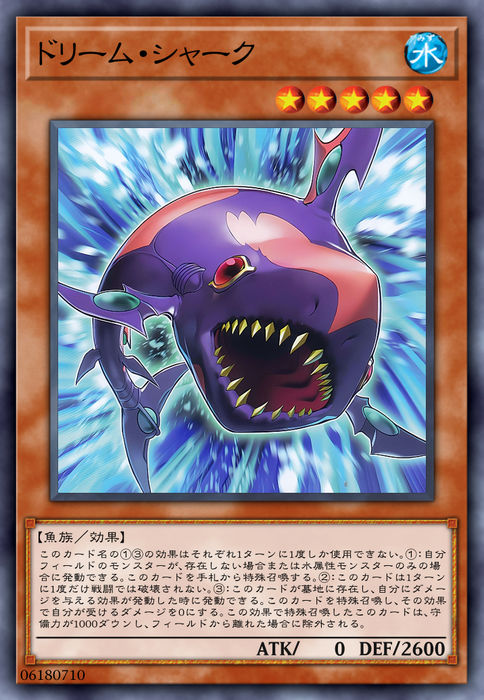 ドリーム・シャーク
みず
水
【魚族／効果】
このカード名の①③の効果はそれぞれ1ターンに1度しか使用できない。①：自分
フィールドのモンスターが、存在しない場合または水属性モンスターのみの場
合に発動できる。このカードを手札から特殊召喚する。②：このカードは1ターン
に1度だけ戦闘では破壊されない。③：このカードが墓地に存在し、自分にダメー
ジを与える効果が発動した時に発動できる。このカードを特殊召喚し、その効果
で自分が受けるダメージを0にする。この効果で特殊召喚したこのカードは、守
備力が1000ダウンし、フィールドから離れた場合に除外される。
ATK/ 0 DEF/2600
06180710